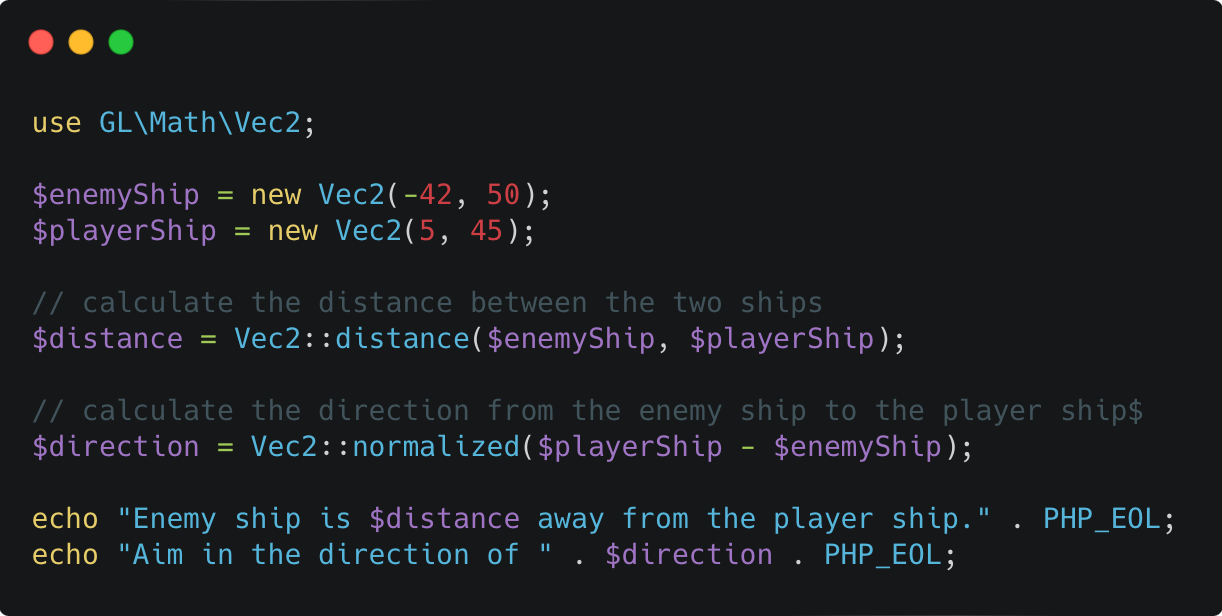 use GL\Math\Vec2;
$enemyShip = new Vec2(-42, 50);
$playerShip = new Vec2(5, 45);
// calculate the distance between the two ships
$distance = Vec2::distance($enemyShip, $playerShip);
// calculate the direction from the enemy ship to the player ship$
$direction = Vec2::normalized($playerShip - $enemyShip);
echo "Enemy ship is $distance away from the player ship." . PHP_EOL;
echo "Aim in the direction of " . $direction . PHP_EOL;